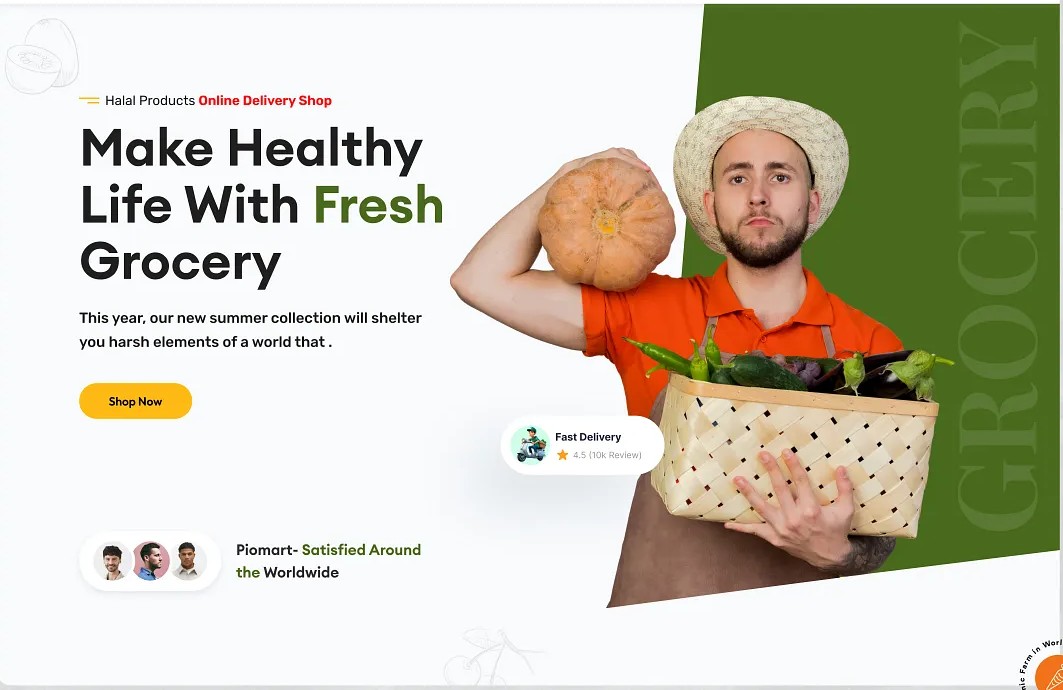 Halal Products Online Delivery Shop
Make Healthy
Life With Fresh
Grocery
This year, our new summer collection will shelter
you harsh elements of a world that .
Shop Now
Fast Delivery
4.5 (10k Review)
Piomart- Satisfied Around
the Worldwide
GROCERY
Farm in